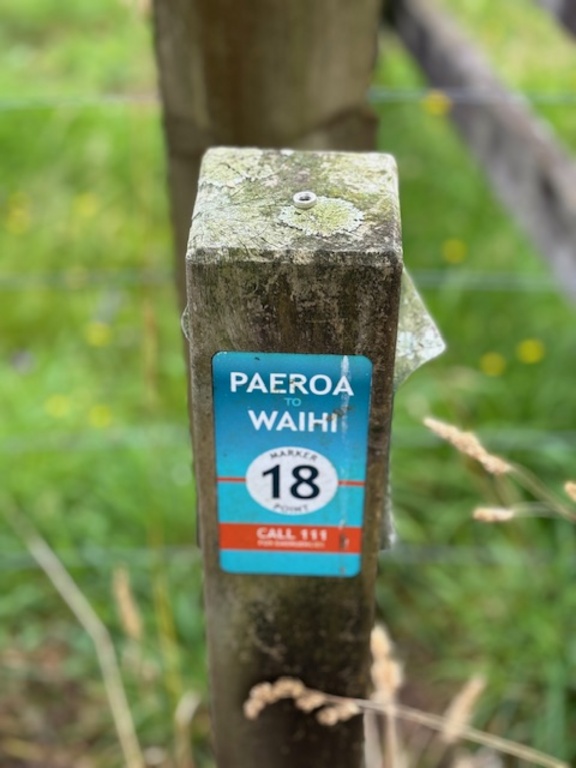 PAEROA
TO
WAIHI
MARKER
18
POINT
CALL 111